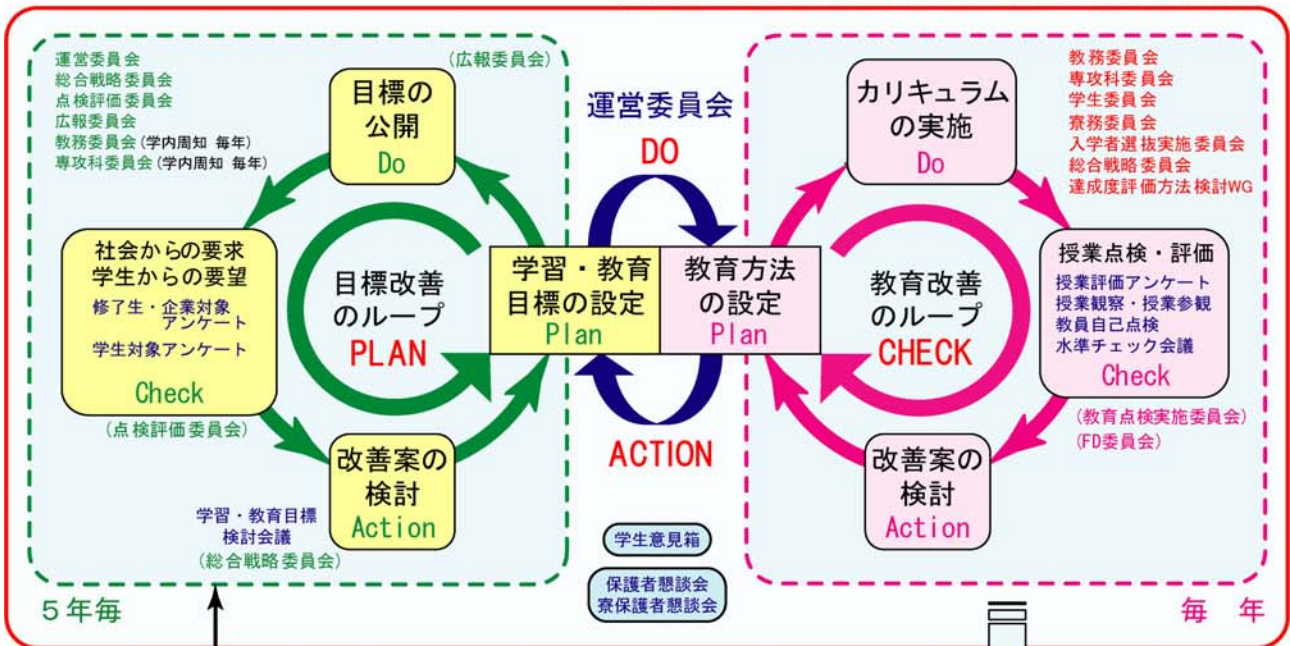 運営委員会
総合戦略委員会
点検評価委員会
広報委員会
教務委員会(学内周知 毎年)
専攻科委員会(学内周知 毎年)
(広報委員会)
目標の
公開
Do
社会からの要求
学生からの要望
修了生・企業対象
アンケート
学生対象アンケート
Check
(点検評価委員会)
目標改善
のループ
PLAN
改善案の
検討
Action
学習・教育目標
検討会議
(総合戦略委員会)
5年毎
運営委員会
DO
学習・教育
目標の設定
Plan
教育方法
の設定
Plan
ACTION
学生意見箱
保護者懇談会
寮保護者懇談会
カリキュラム
の実施
Do
教務委員会
専攻科委員会
学生委員会
寮務委員会
入学者選抜実施委員会
総合戦略委員会
達成度評価方法検討WG
教育改善
のループ
CHECK
授業点検・評価
授業評価アンケート
授業観察・授業参観
教員自己点検
水準チェック会議
Check
(教育点検実施委員会)
(FD委員会)
改善案の
検討
Action
毎 年